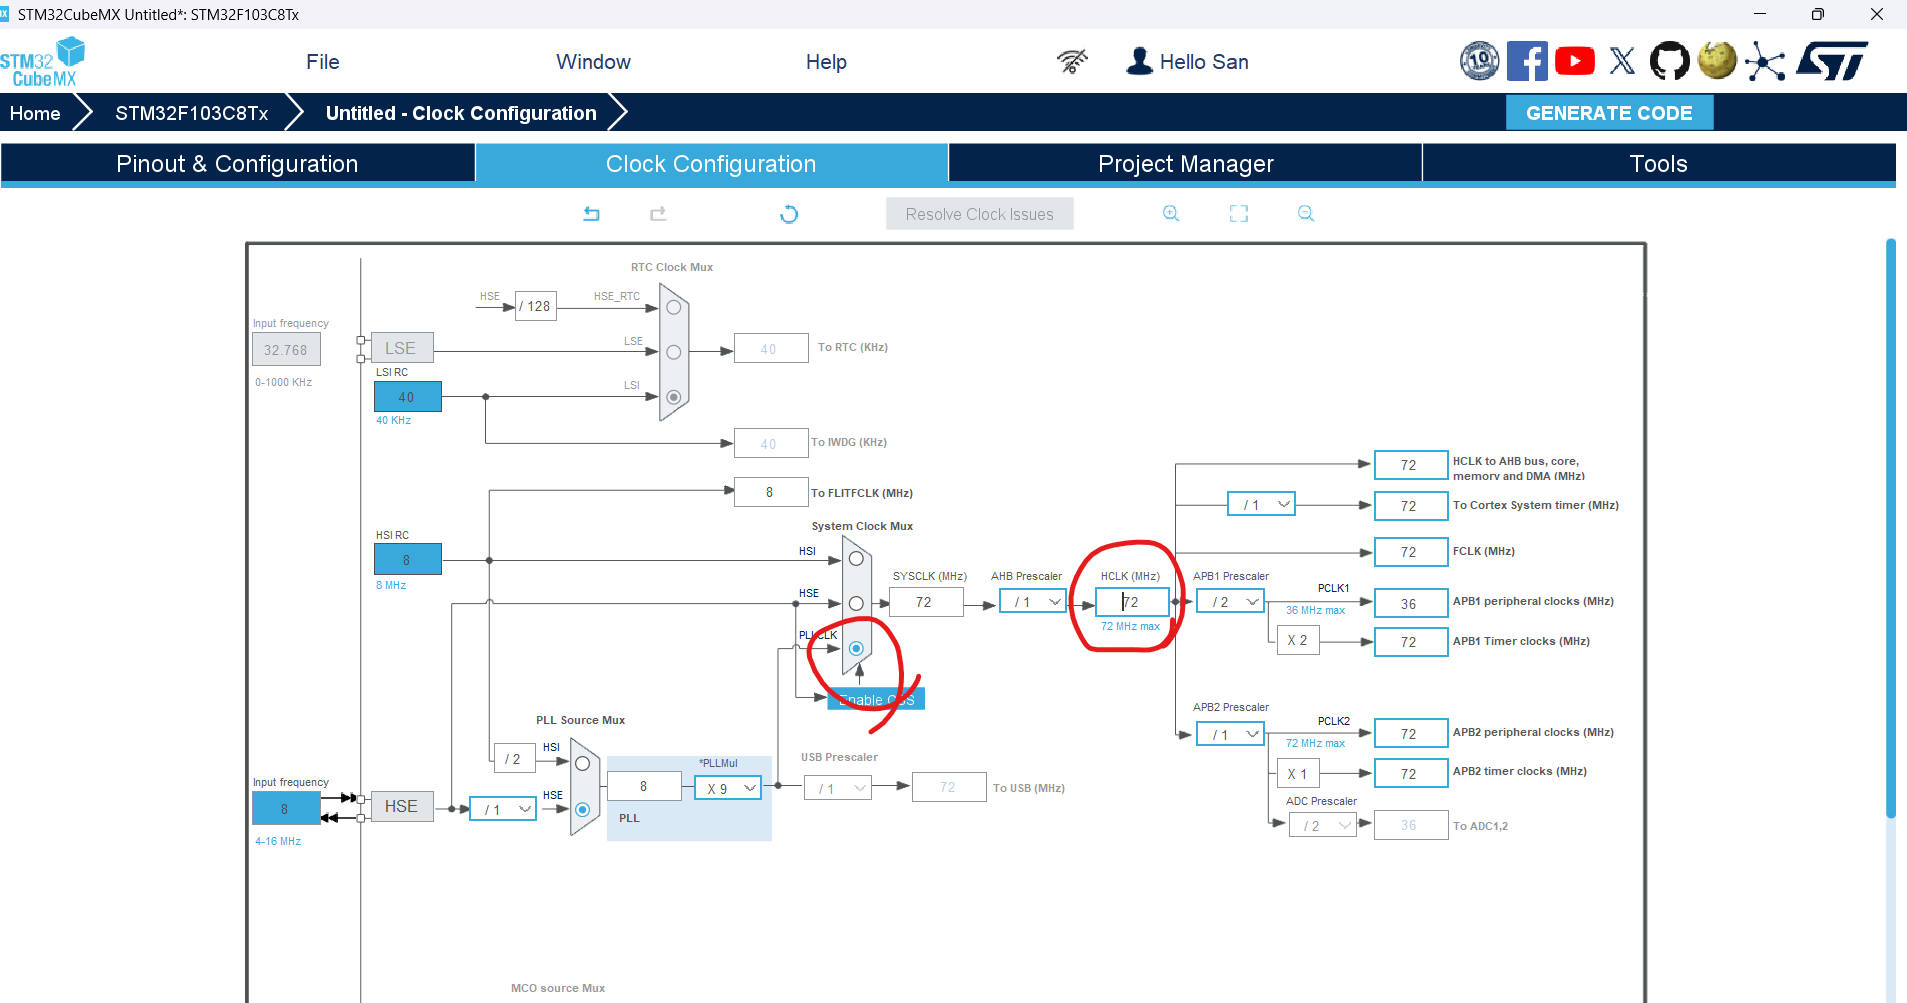 STM32CubeMX Untitled*: STM32F103C8Tx
STM32
CubeMX
File
Window
Help
Hello San
10
Home
STM32F103C8Tx
Untitled - Clock Configuration
GENERATE CODE
Pinout & Configuration
Clock Configuration
Project Manager
Tools
Resolve Clock Issues
RTC Clock Mux
HSE
/ 128
HSE_RTC
Input frequency
32.768
0-1000 KHz
LSE
LSE
40
To RTC (KHz)
LSI RC
40
40 KHz
LSI
40
To IWDG (KHz)
8
To FLITFCLK (MHz)
HCLK to AHB bus, core,
memory and DMA (MHz)
72
/ 1
72
To Cortex System timer (MHz)
System Clock Mux
HSI RC
8
8 MHz
HSI
72
FCLK (MHz)
HSE
SYSCLK (MHz)
72
AHB Prescaler
/ 1
HCLK (MHz)
72
72 MHz max
APB1 Prescaler
/ 2
PCLK1
36 MHz max
36
APB1 peripheral clocks (MHz)
X 2
72
APB1 Timer clocks (MHz)
PLLCLK
Enable CSS
PLL Source Mux
APB2 Prescaler
/ 1
PCLK2
72 MHz max
72
APB2 peripheral clocks (MHz)
/ 2
HSI
*PLLMul
USB Prescaler
X 1
72
APB2 timer clocks (MHz)
Input frequency
8
4-16 MHz
HSE
/ 1
HSE
8
X 9
PLL
/ 1
72
To USB (MHz)
ADC Prescaler
/ 2
36
To ADC1,2
MCO source Mux